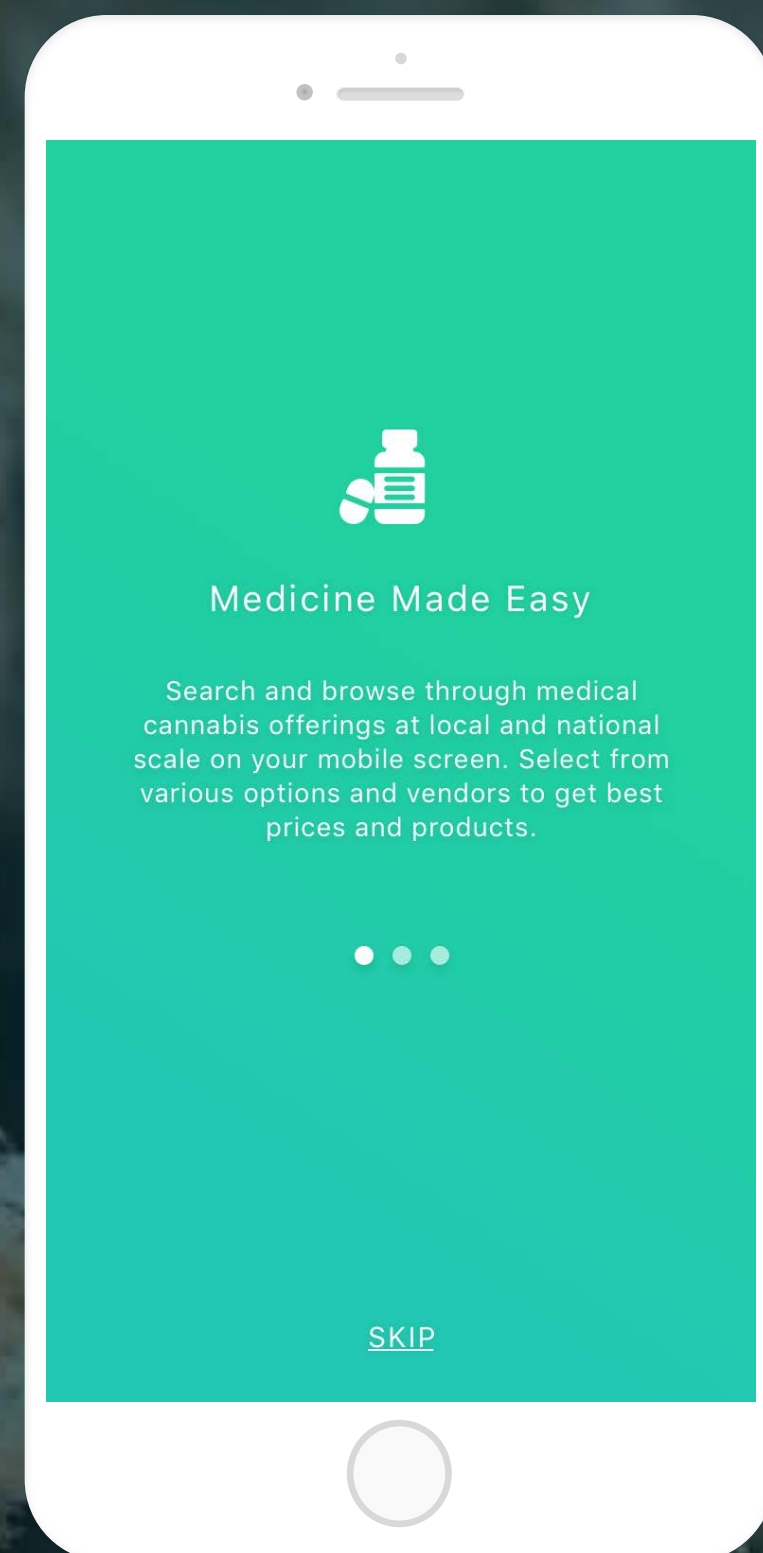 Medicine Made Easy
Search and browse through medical
cannabis offerings at local and national
scale on your mobile screen. Select from
various options and vendors to get best
prices and products.
SKIP